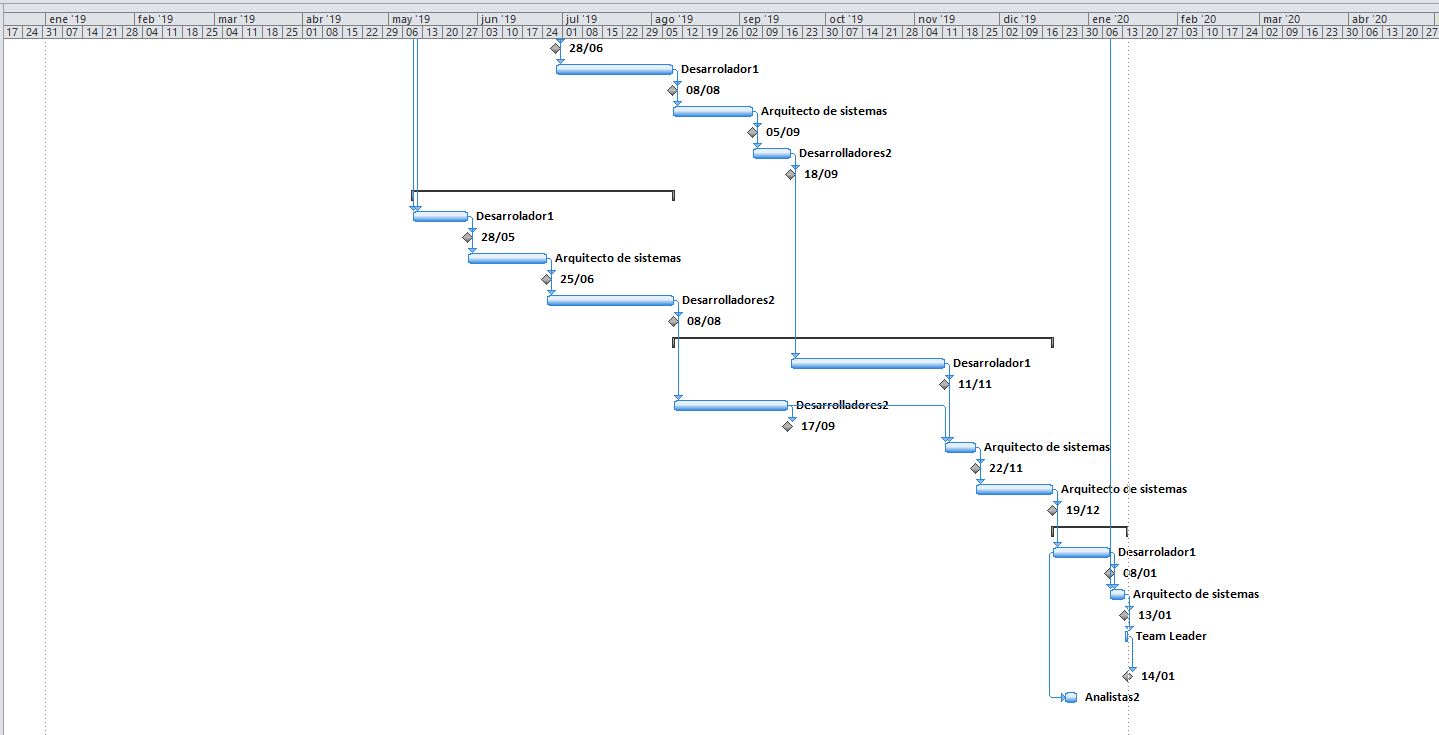 ene '19 feb '19 mar '19 abr '19 may '19 jun '19 jul '19 ago '19 sep '19 oct '19 nov '19 dic '19 ene '20 feb '20 mar '20 abr '20
17 24 31 07 14 21 28 04 11 18 25 04 11 18 25 01 08 15 22 29 06 13 20 27 03 10 17 24 01 08 15 22 29 05 12 19 26 02 09 16 23 30 07 14 21 28 04 11 18 25 02 09 16 23 30 06 13 20 27 03 10 17 24 02 09 16 23 30 06 13 20 27
28/06
Desarrolador1
08/08
Arquitecto de sistemas
05/09
Desarrolladores2
18/09
Desarrolador1
28/05
Arquitecto de sistemas
25/06
Desarrolladores2
08/08
Desarrolador1
11/11
Desarrolladores2
17/09
Arquitecto de sistemas
22/11
Arquitecto de sistemas
19/12
Desarrolador1
08/01
Arquitecto de sistemas
13/01
Team Leader
14/01
Analistas2